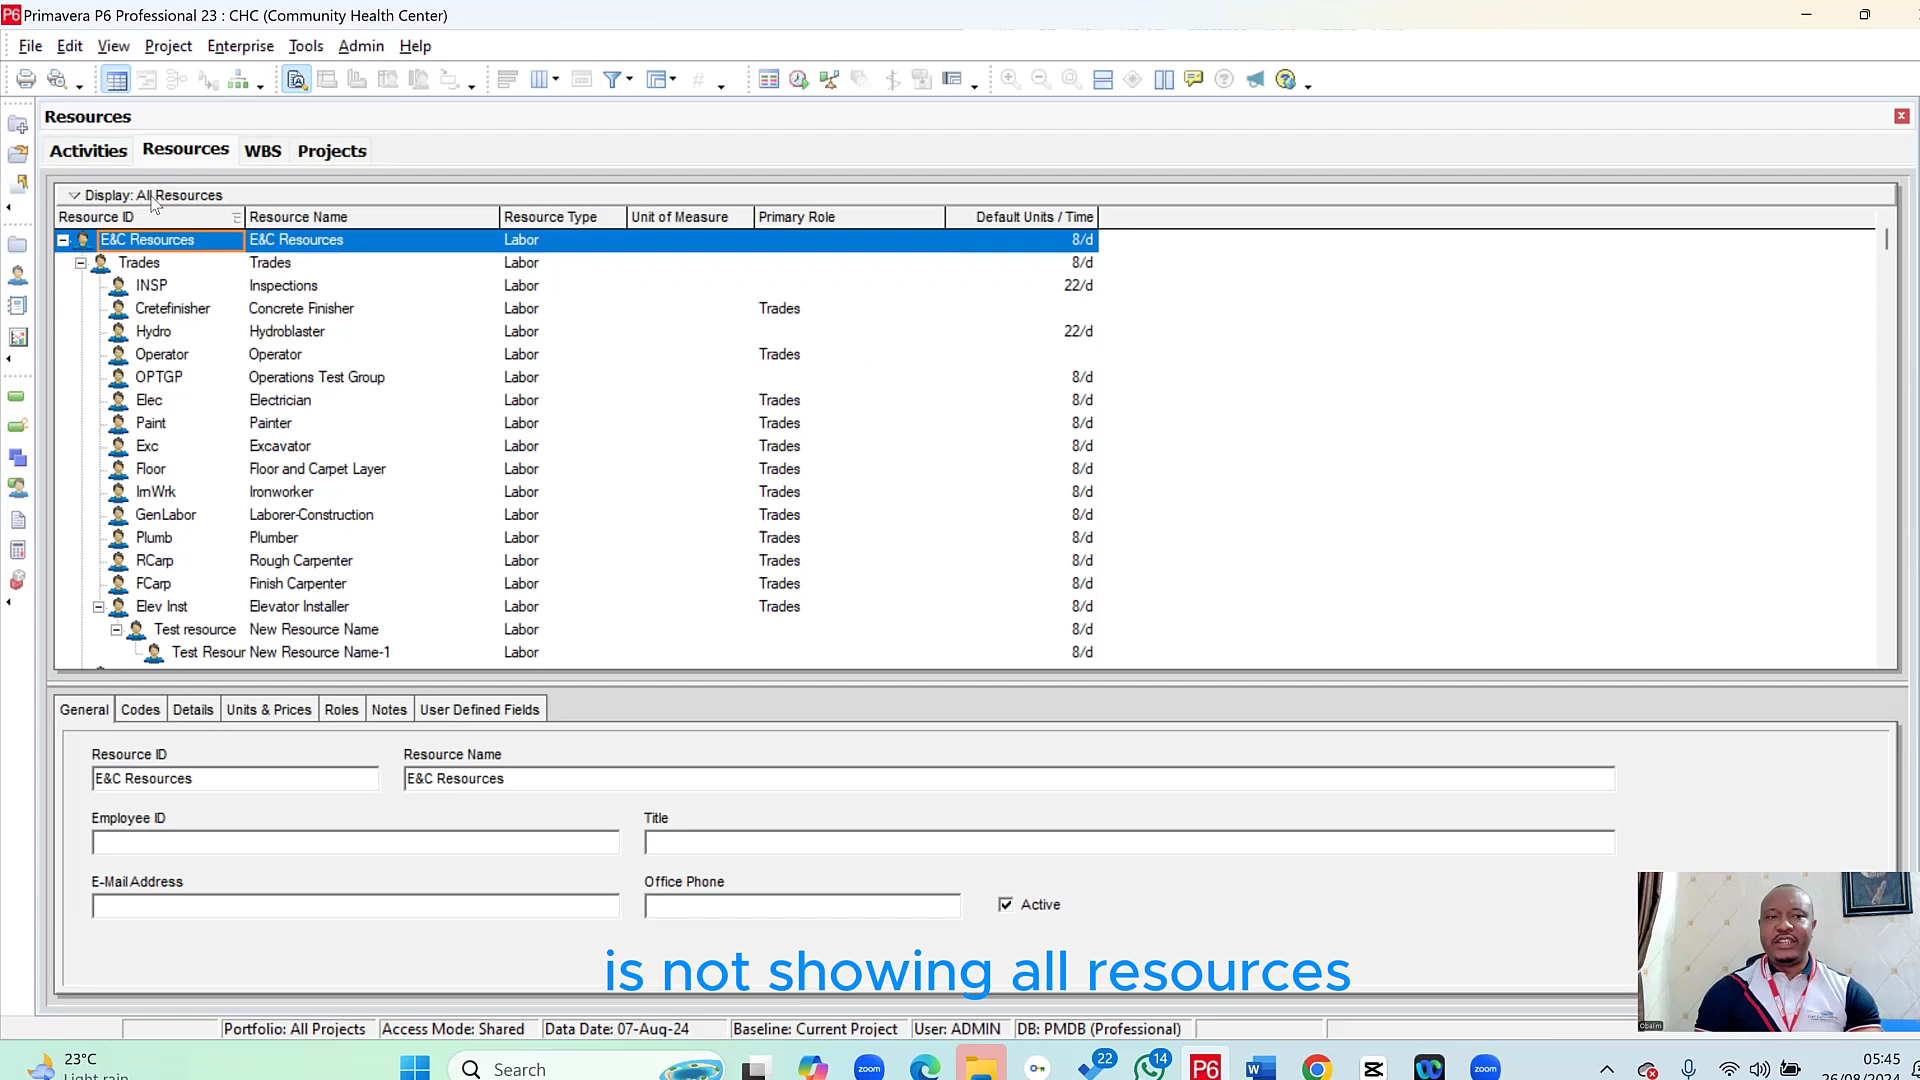 P6 Primavera P6 Professional 23 : CHC (Community Health Center)
File Edit View Project Enterprise Tools Admin Help
Resources
Activities Resources WBS Projects
Display: All Resources
Resource ID Resource Name Resource Type Unit of Measure Primary Role Default Units / Time
E&C Resources E&C Resources Labor 8/d
Trades Trades Labor 8/d
INSP Inspections Labor 22/d
Cretefinisher Concrete Finisher Labor Trades
Hydro Hydroblaster Labor 22/d
Operator Operator Labor Trades
OPTGP Operations Test Group Labor 8/d
Elec Electrician Labor Trades 8/d
Paint Painter Labor Trades 8/d
Exc Excavator Labor Trades 8/d
Floor Floor and Carpet Layer Labor Trades 8/d
IrnWrk Ironworker Labor Trades 8/d
GenLabor Laborer-Construction Labor Trades 8/d
Plumb Plumber Labor Trades 8/d
RCarp Rough Carpenter Labor Trades 8/d
FCarp Finish Carpenter Labor Trades 8/d
Elev Inst Elevator Installer Labor Trades 8/d
Test resource New Resource Name Labor 8/d
Test Resour New Resource Name-1 Labor 8/d
General Codes Details Units & Prices Roles Notes User Defined Fields
Resource ID Resource Name
E&C Resources E&C Resources
Employee ID Title
E-Mail Address Office Phone
Active
is not showing all resources
Obaim
Portfolio: All Projects Access Mode: Shared Data Date: 07-Aug-24 Baseline: Current Project User: ADMIN DB: PMDB (Professional)
23°C
Light rain
Search
zoom
22
14
P6
W
zoom
05:45
26/08/2024